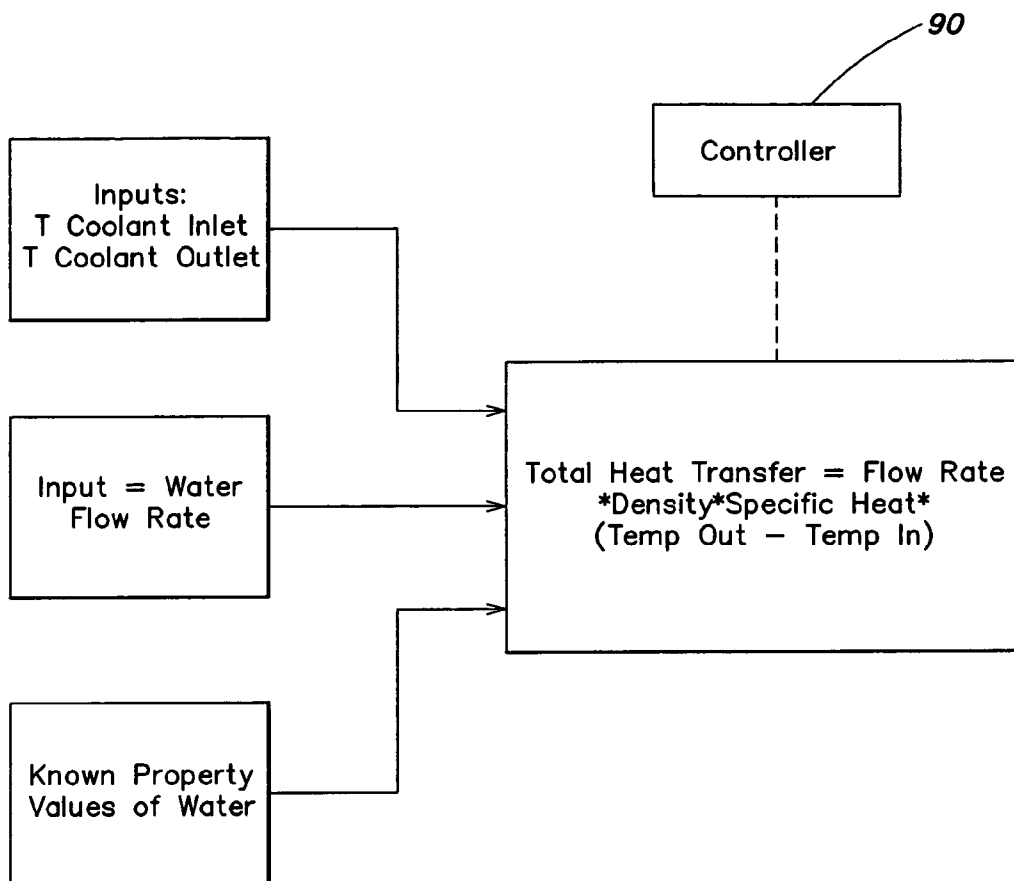 90
Controller
Inputs:
T Coolant Inlet
T Coolant Outlet
Input = Water
Flow Rate
Total Heat Transfer = Flow Rate
*Density*Specific Heat*
(Temp Out – Temp In)
Known Property
Values of Water